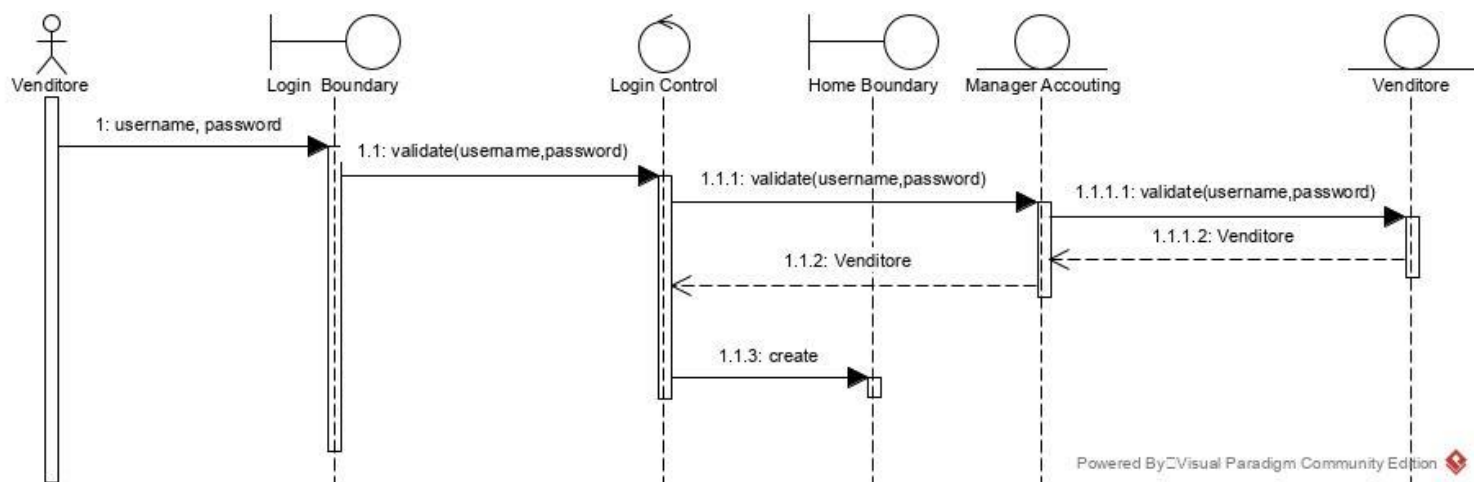 Venditore
Login Boundary
Login Control
Home Boundary
Manager Accouting
Venditore
1: username, password
1.1: validate(username,password)
1.1.1: validate(username,password)
1.1.1.1: validate(username,password)
1.1.1.2: Venditore
1.1.2: Venditore
1.1.3: create
Powered By□Visual Paradigm Community Edition